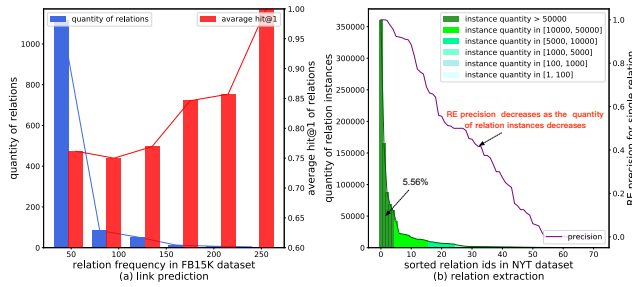 quantity of relations
avarage hit@1
1000
800
600
400
200
0
quantity of relations
50
100
150
200
250
1.00
0.95
0.90
0.85
0.80
0.75
0.70
0.65
0.60
avarage hit@1 of relations
relation frequency in FB15K dataset
(a) link prediction
350000
300000
250000
200000
150000
100000
50000
0
quantity of relation instances
instance quantity > 50000
instance quantity in [10000, 50000]
instance quantity in [5000, 10000]
instance quantity in [1000, 5000]
instance quantity in [100, 1000]
instance quantity in [1, 100]
RE precision decreases as the quantity
of relation instances decreases
5.56%
precision
0
10
20
30
40
50
60
70
1.0
0.8
0.6
0.4
0.2
0.0
RE precision for single relation
sorted relation ids in NYT dataset
(b) relation extraction